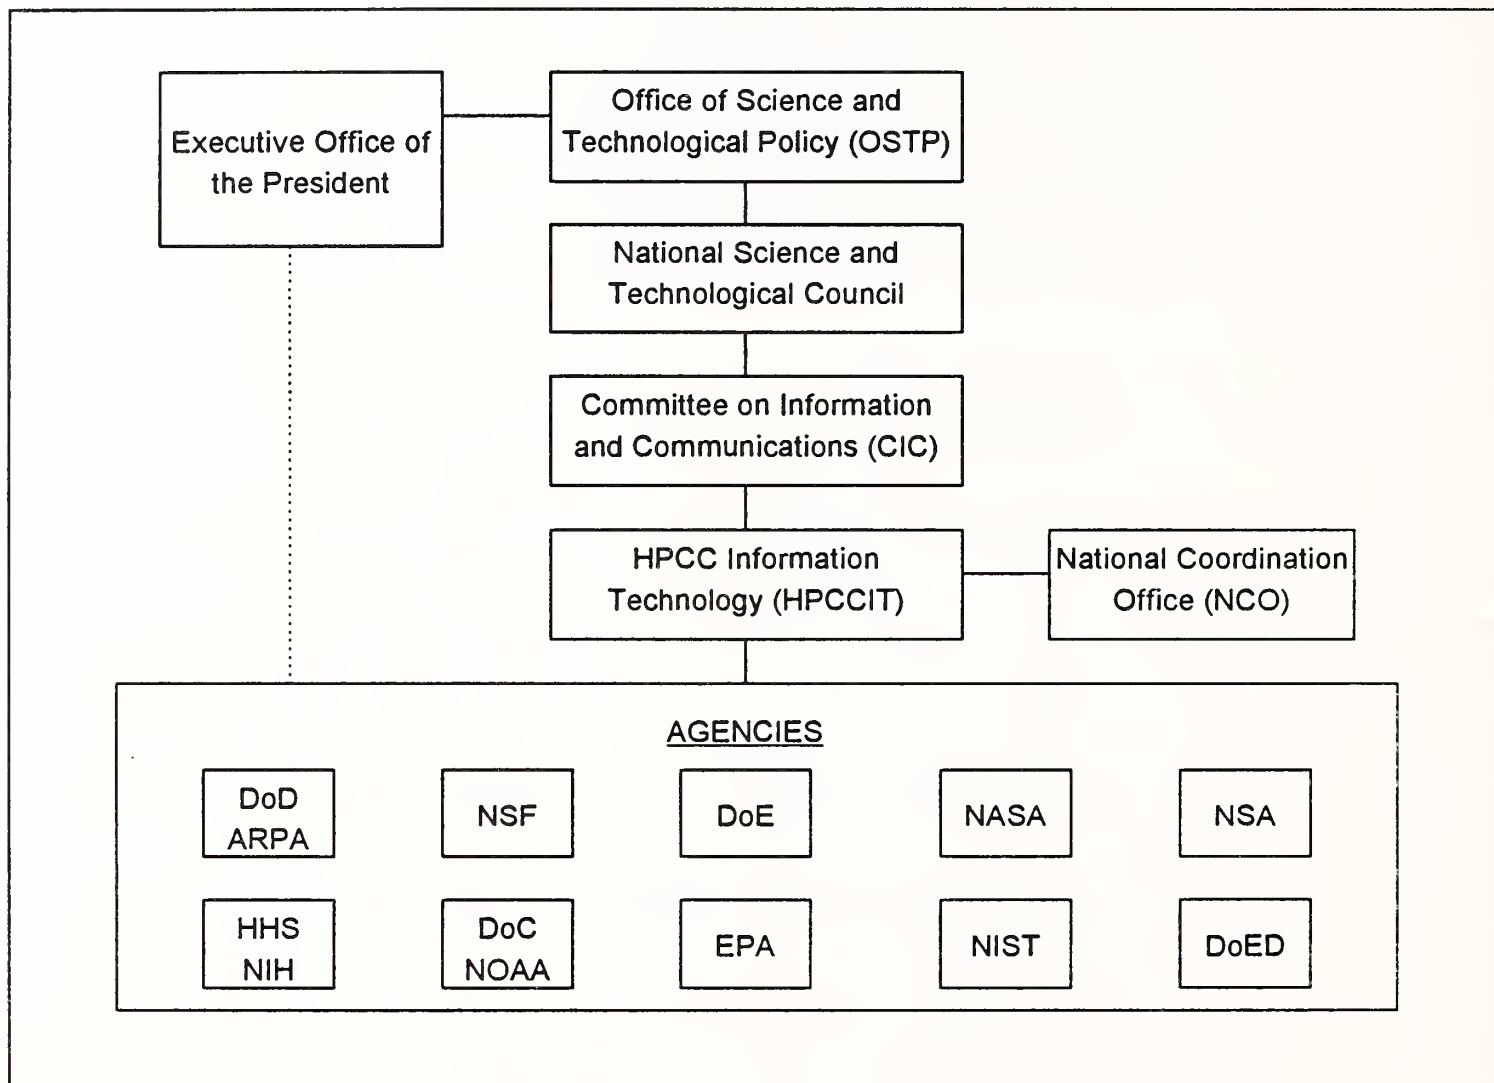 Executive Office of
the President
Office of Science and
Technological Policy (OSTP)
National Science and
Technological Council
Committee on Information
and Communications (CIC)
HPCC Information
Technology (HPCCIT)
National Coordination
Office (NCO)
AGENCIES
DoD
ARPA
NSF
DoE
NASA
NSA
HHS
NIH
DoC
NOAA
EPA
NIST
DoED